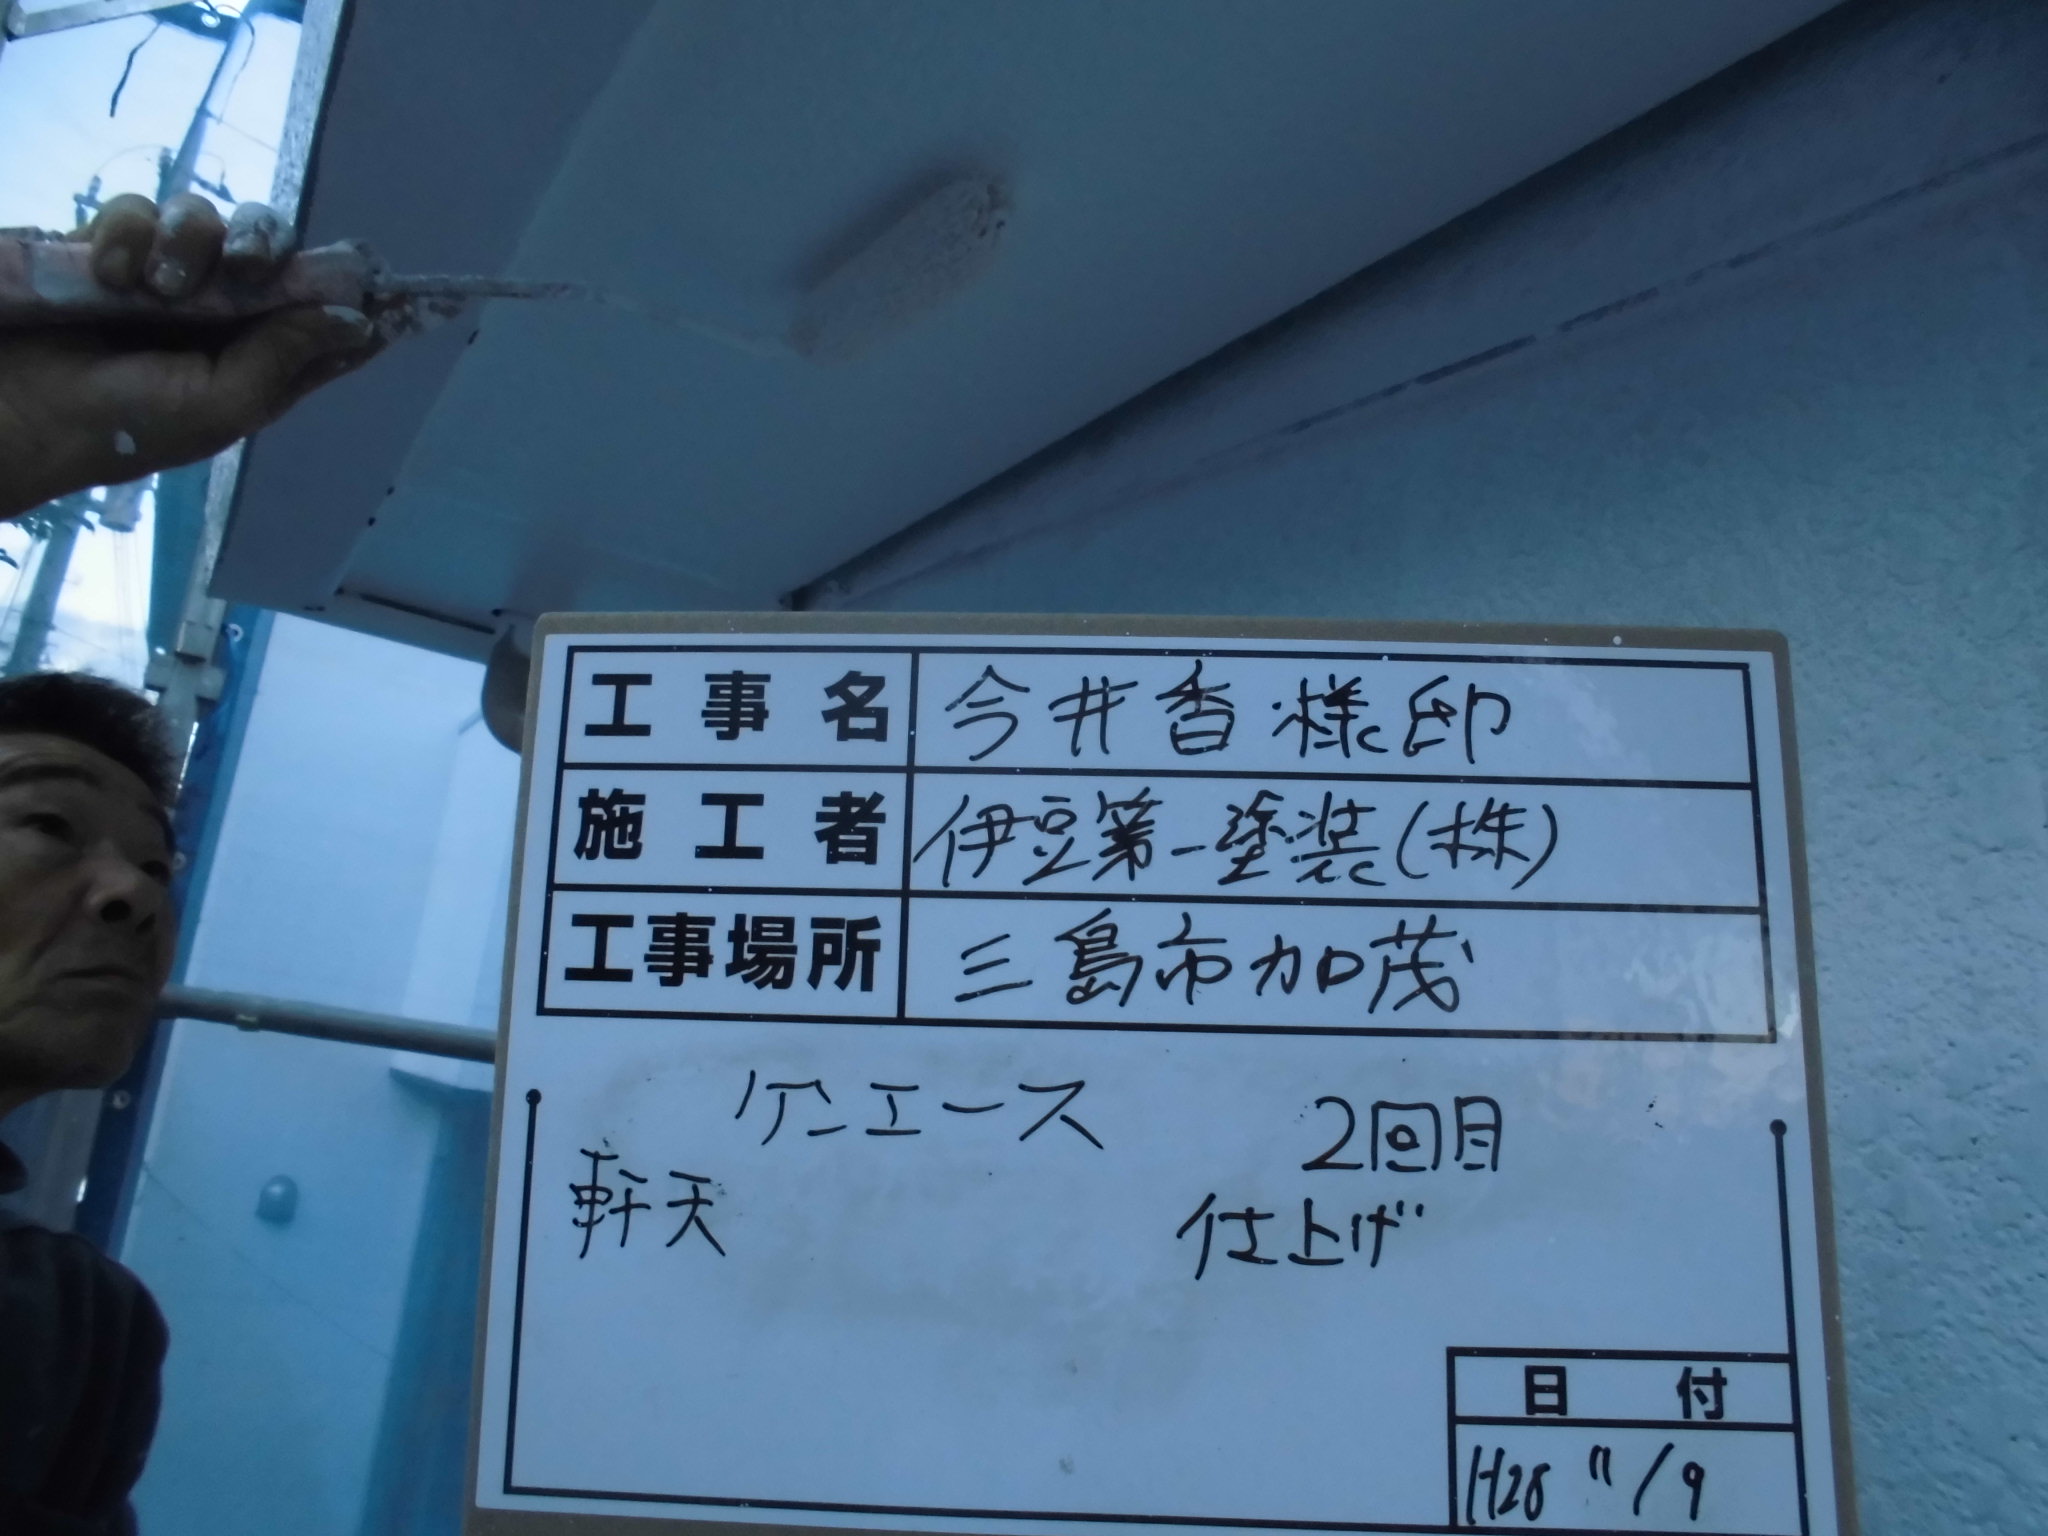 工事名 今井香様邸
施工者 伊豆第一塗装(株)
工事場所 三島市加茂
ケンエース 2回目
軒天 仕上げ
日付
H28 11/9